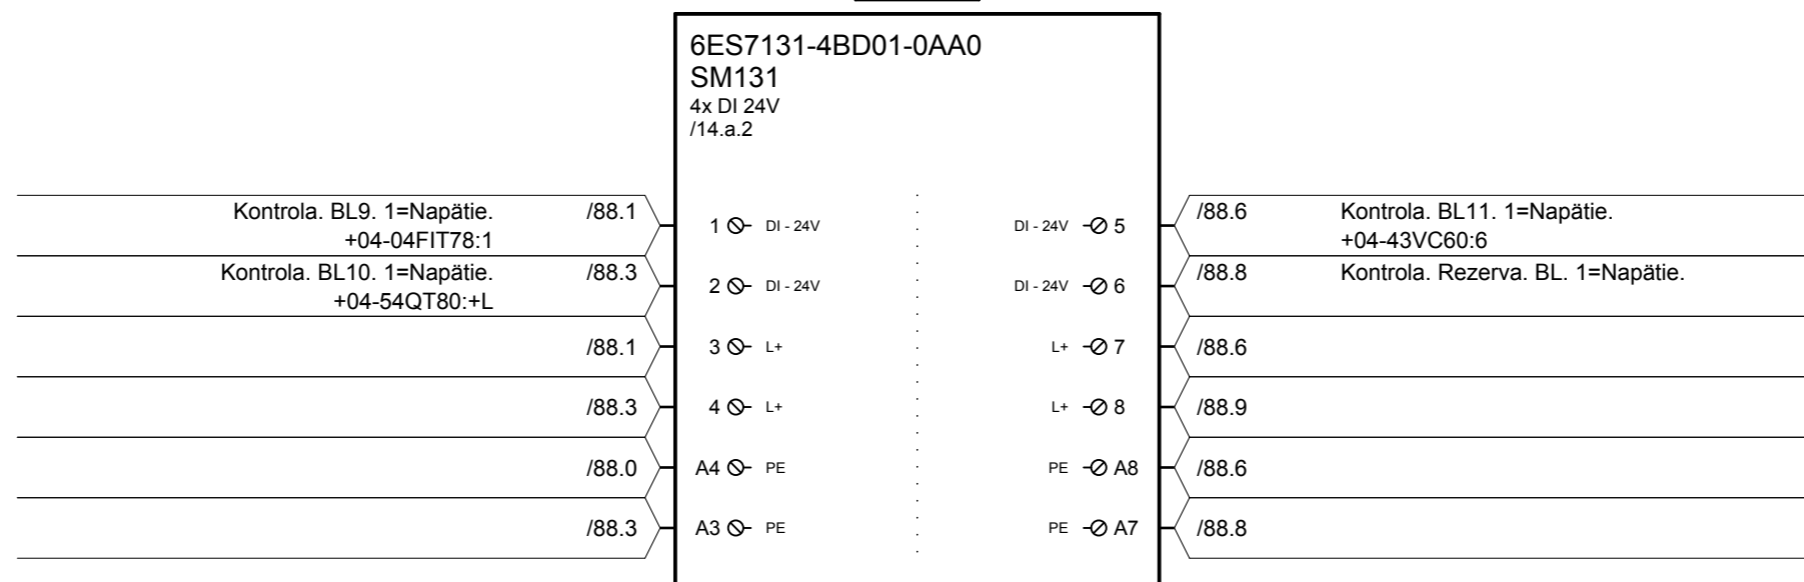 6ES7131-4BD01-0AA0
SM131
4x DI 24V
/14.a.2
Kontrola. BL9. 1=Napätie. /88.1 1 DI - 24V DI - 24V 5 /88.6 Kontrola. BL11. 1=Napätie.
+04-04FIT78:1 +04-43VC60:6
Kontrola. BL10. 1=Napätie. /88.3 2 DI - 24V DI - 24V 6 /88.8 Kontrola. Rezerva. BL. 1=Napätie.
+04-54QT80:+L
/88.1 3 L+ L+ 7 /88.6
/88.3 4 L+ L+ 8 /88.9
/88.0 A4 PE PE A8 /88.6
/88.3 A3 PE PE A7 /88.8